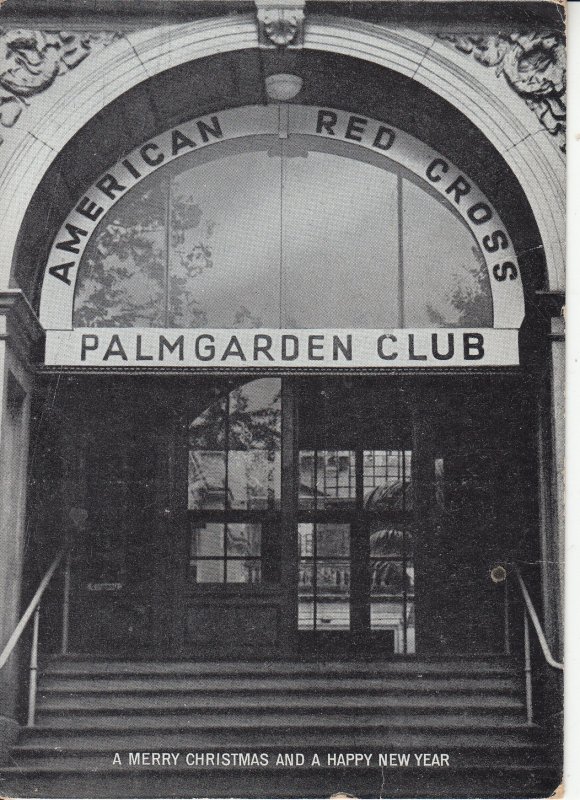 AMERICAN RED CROSS
PALMGARDEN CLUB
A MERRY CHRISTMAS AND A HAPPY NEW YEAR